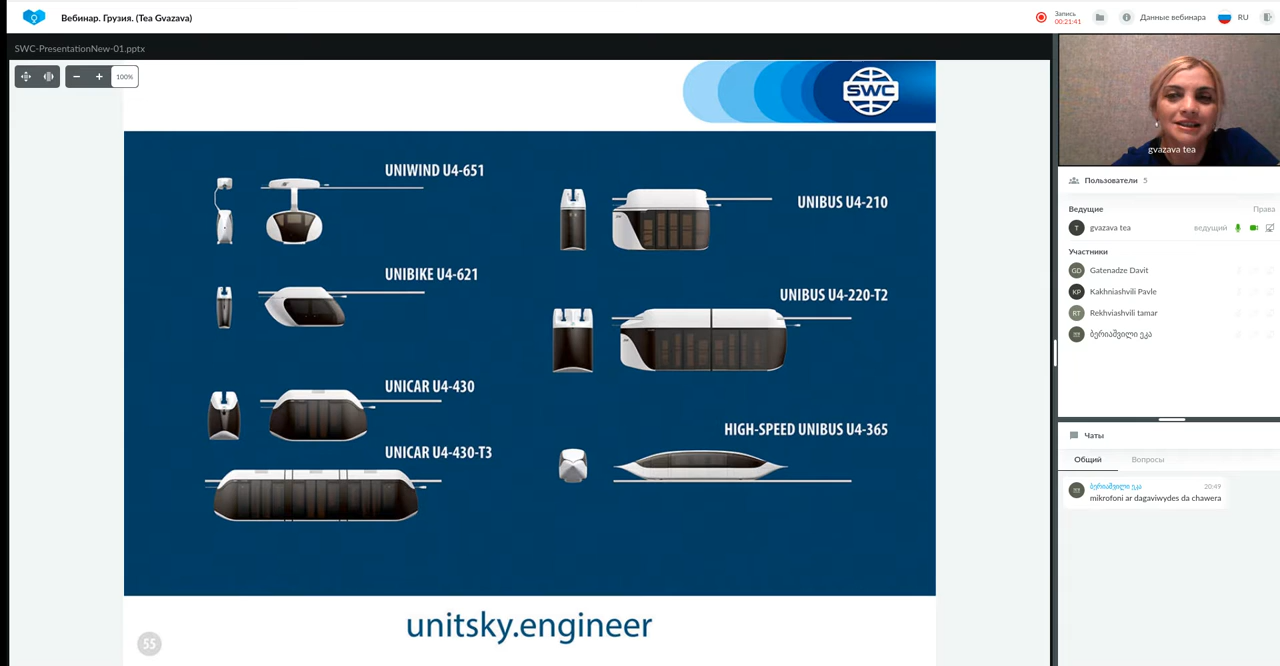 Вебинар. Грузия. (Tea Gvazava)
Запись
00:21:41
Данные вебинара
RU
SWC-PresentationNew-01.pptx
100%
SWC
UNIWIND U4-651
UNIBIKE U4-621
UNICAR U4-430
UNICAR U4-430-T3
UNIBUS U4-210
UNIBUS U4-220-T2
HIGH-SPEED UNIBUS U4-365
unitsky.engineer
55
gvazava tea
Пользователи 5
Ведущие Права
T gvazava tea ведущий
Участники
GD Gatenadze Davit
KP Kakhniashvili Pavle
RT Rekhviashvili tamar
ბერიაშვილი ეკა
Чаты
Общий Вопросы
ბერიაშვილი ეკა 20:49
mikrofoni ar dagaviwydes da chawera